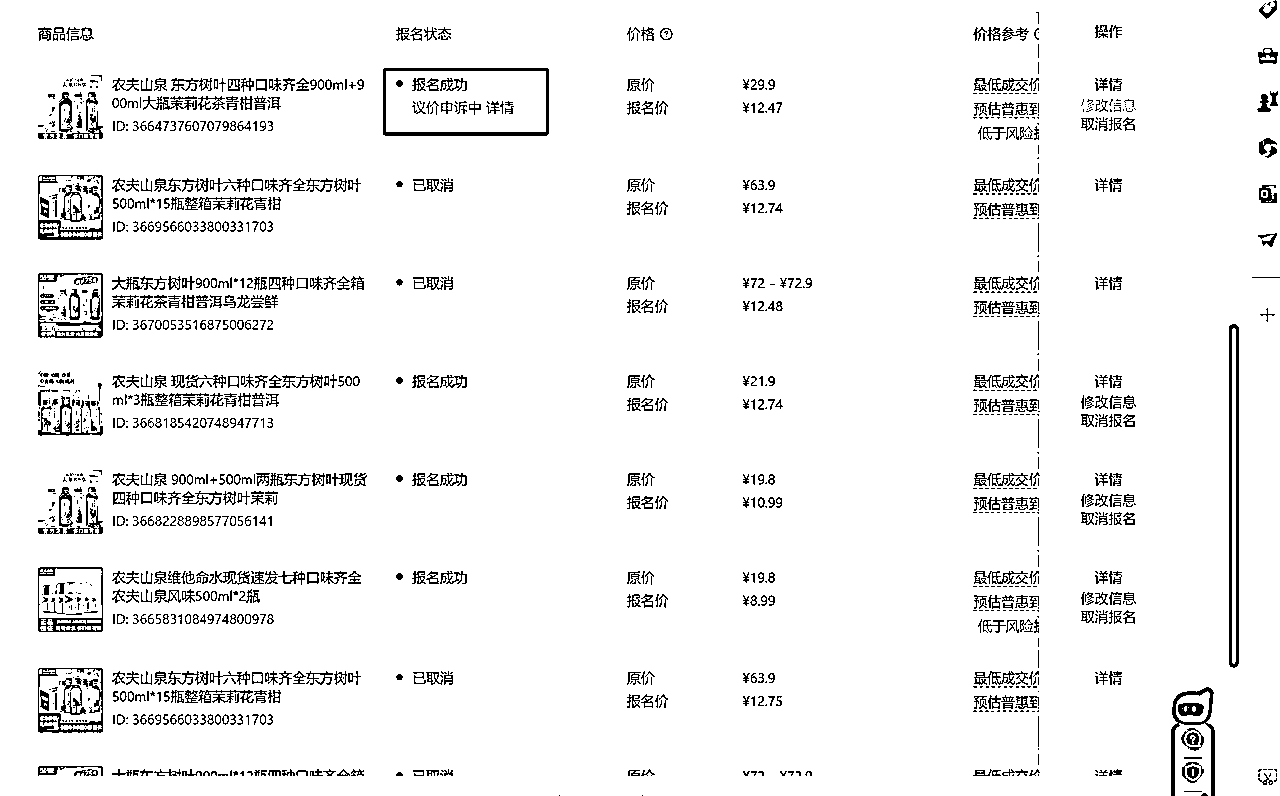 商品信息 报名状态 价格 价格参考 操作
农夫山泉 东方树叶四种口味齐全900ml+9 报名成功 原价 ¥29.9 最低成交价 详情
00ml大瓶茉莉花茶青柑普洱 议价申诉中 详情 报名价 ¥12.47 预估普惠到 修改信息
ID: 3664737607079864193 低于风险 取消报名
农夫山泉东方树叶六种口味齐全东方树叶 已取消 原价 ¥63.9 最低成交价 详情
500ml*15瓶整箱茉莉花青柑 报名价 ¥12.74 预估普惠到
ID: 3669566033800331703
大瓶东方树叶900ml*12瓶四种口味齐全箱 已取消 原价 ¥72 - ¥72.9 最低成交价 详情
茉莉花茶青柑普洱乌龙尝鲜 报名价 ¥12.48 预估普惠到
ID: 3670053516875006272
农夫山泉 现货六种口味齐全东方树叶500 报名成功 原价 ¥21.9 最低成交价 详情
ml*3瓶整箱茉莉花青柑普洱 报名价 ¥12.74 预估普惠到 修改信息
ID: 3668185420748947713 取消报名
农夫山泉 900ml+500ml两瓶东方树叶现货 报名成功 原价 ¥19.8 最低成交价 详情
四种口味齐全东方树叶茉莉 报名价 ¥10.99 预估普惠到 修改信息
ID: 3668228898577056141 取消报名
农夫山泉维他命水现货速发七种口味齐全 报名成功 原价 ¥19.8 最低成交价 详情
农夫山泉风味500ml*2瓶 报名价 ¥8.99 预估普惠到 修改信息
ID: 3665831084974800978 低于风险 取消报名
农夫山泉东方树叶六种口味齐全东方树叶 已取消 原价 ¥63.9 最低成交价 详情
500ml*15瓶整箱茉莉花青柑 报名价 ¥12.75 预估普惠到
ID: 3669566033800331703
大瓶东方树叶900ml*12瓶四种口味齐全箱 已取消 原价 ¥72 - ¥72.9 最低成交价 详情